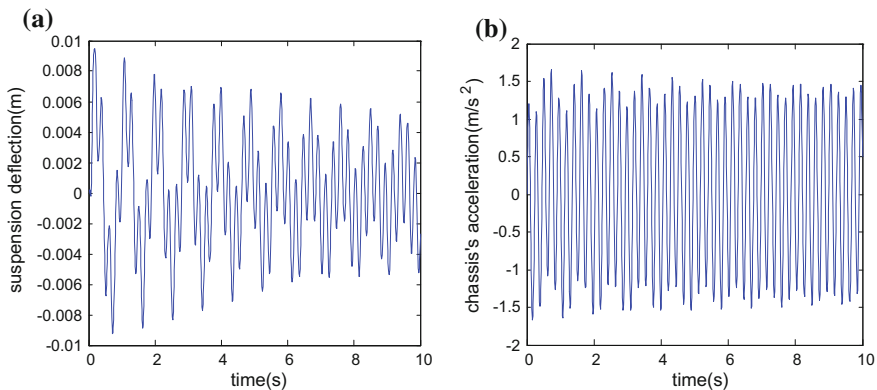 (a)
0.01
0.008
0.006
0.004
0.002
0
-0.002
-0.004
-0.006
-0.008
-0.01
suspension deflection(m)
0 2 4 6 8 10
time(s)
(b)
2
1.5
1
0.5
0
-0.5
-1
-1.5
-2
chassis's acceleration(m/s²)
0 2 4 6 8 10
time(s)